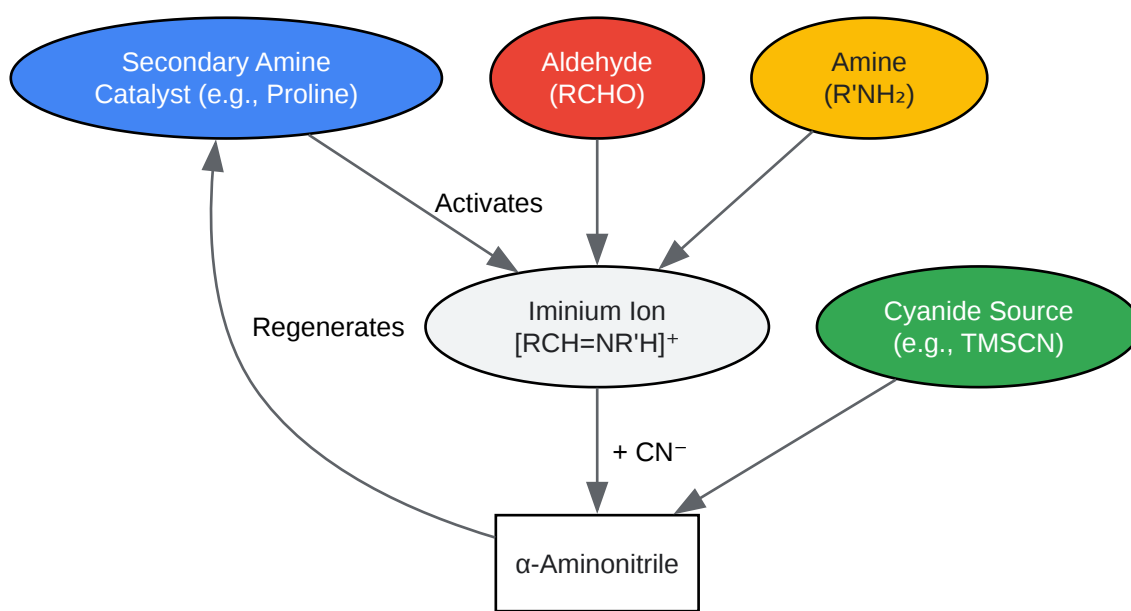 Secondary Amine
Catalyst (e.g., Proline)
Aldehyde
(RCHO)
Amine
(R'NH₂)
Activates
Regenerates
Iminium Ion
[RCH=NR'H]⁺
Cyanide Source
(e.g., TMSCN)
+ CN⁻
α-Aminonitrile